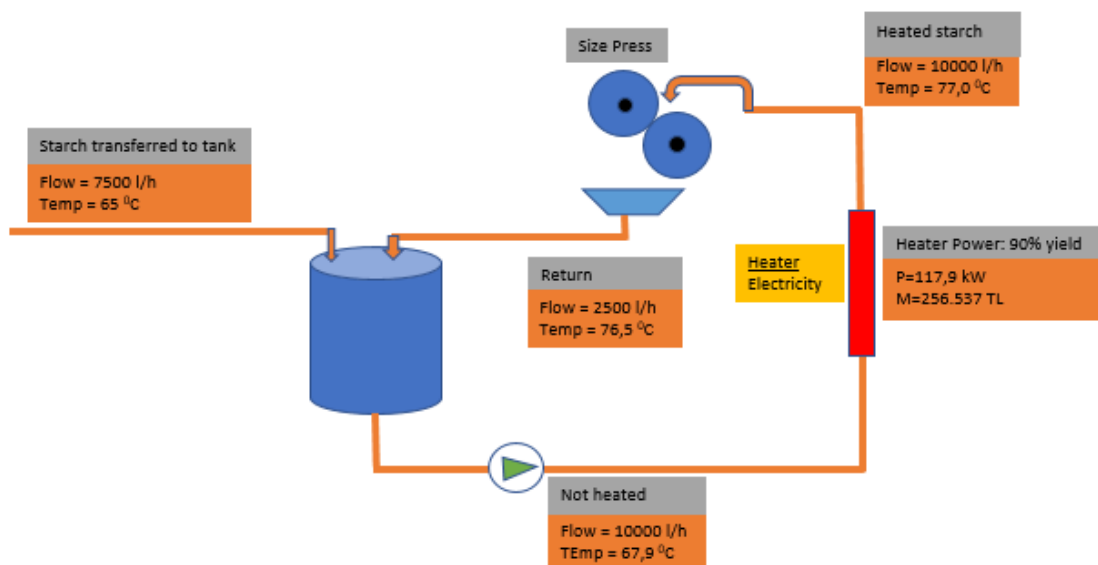 Size Press
Heated starch
Flow = 10000 l/h
Temp = 77,0 ⁰C
Starch transferred to tank
Flow = 7500 l/h
Temp = 65 ⁰C
Return
Flow = 2500 l/h
Temp = 76,5 ⁰C
Heater
Electricity
Heater Power: 90% yield
P=117,9 kW
M=256.537 TL
Not heated
Flow = 10000 l/h
TEmp = 67,9 ⁰C